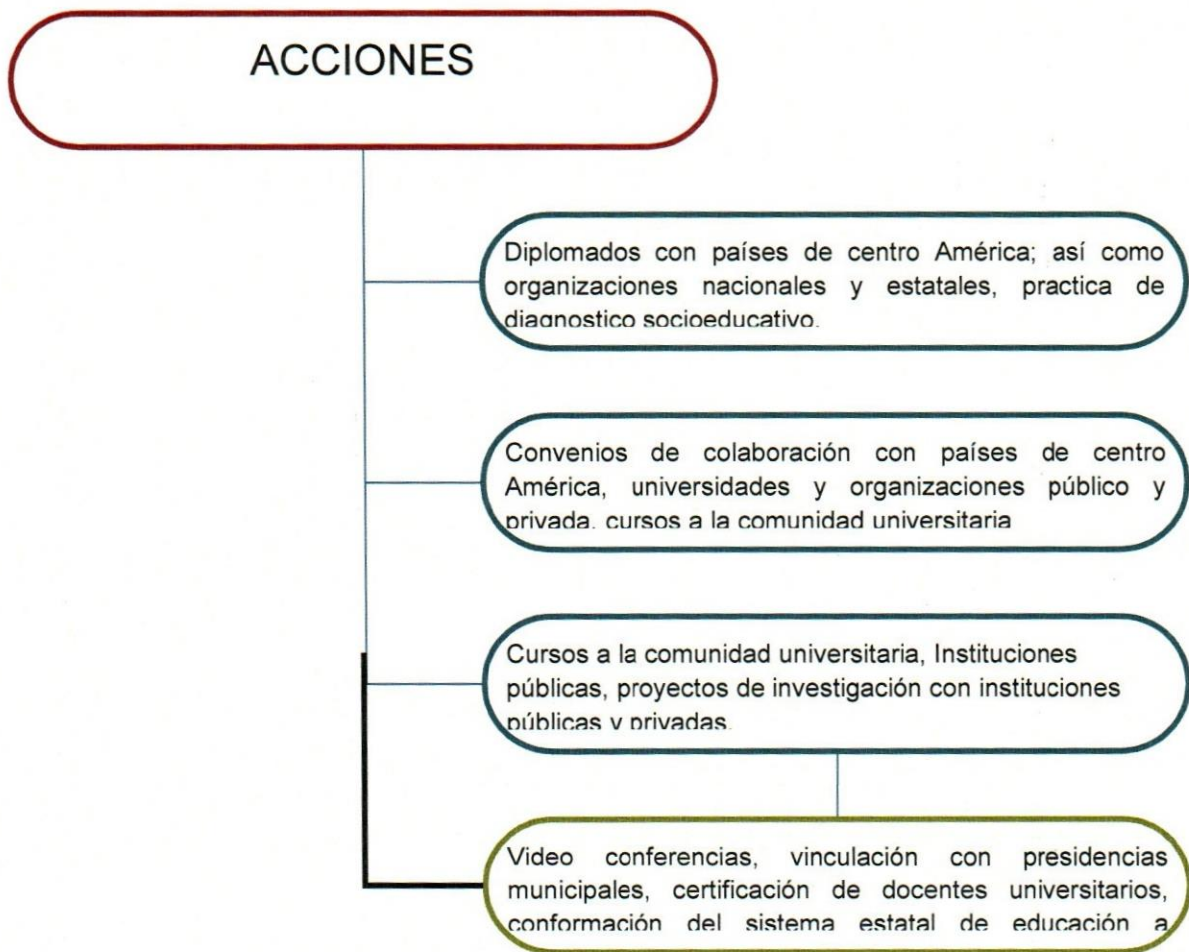 ACCIONES
Diplomados con países de centro América; así como
organizaciones nacionales y estatales, practica de
diagnostico socioeducativo.
Convenios de colaboración con países de centro
América, universidades y organizaciones público y
privada, cursos a la comunidad universitaria
Cursos a la comunidad universitaria, Instituciones
públicas, proyectos de investigación con instituciones
públicas y privadas.
Video conferencias, vinculación con presidencias
municipales, certificación de docentes universitarios,
conformación del sistema estatal de educación a